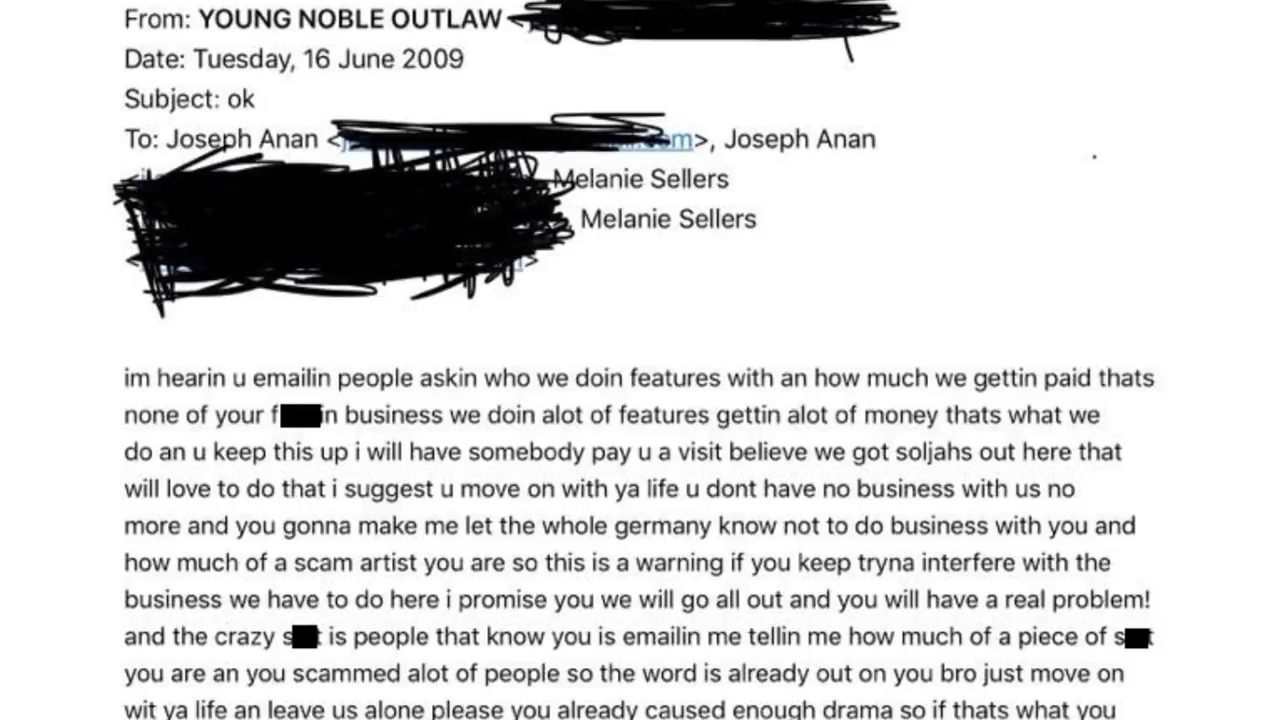 From: YOUNG NOBLE OUTLAW <
Date: Tuesday, 16 June 2009
Subject: ok
To: Joseph Anan < m>, Joseph Anan
Melanie Sellers
Melanie Sellers
>
im hearin u emailin people askin who we doin features with an how much we gettin paid thats
none of your f in business we doin alot of features gettin alot of money thats what we
do an u keep this up i will have somebody pay u a visit believe we got soljahs out here that
will love to do that i suggest u move on with ya life u dont have no business with us no
more and you gonna make me let the whole germany know not to do business with you and
how much of a scam artist you are so this is a warning if you keep tryna interfere with the
business we have to do here i promise you we will go all out and you will have a real problem!
and the crazy s t is people that know you is emailin me tellin me how much of a piece of s t
you are an you scammed alot of people so the word is already out on you bro just move on
wit ya life an leave us alone please you already caused enough drama so if thats what you